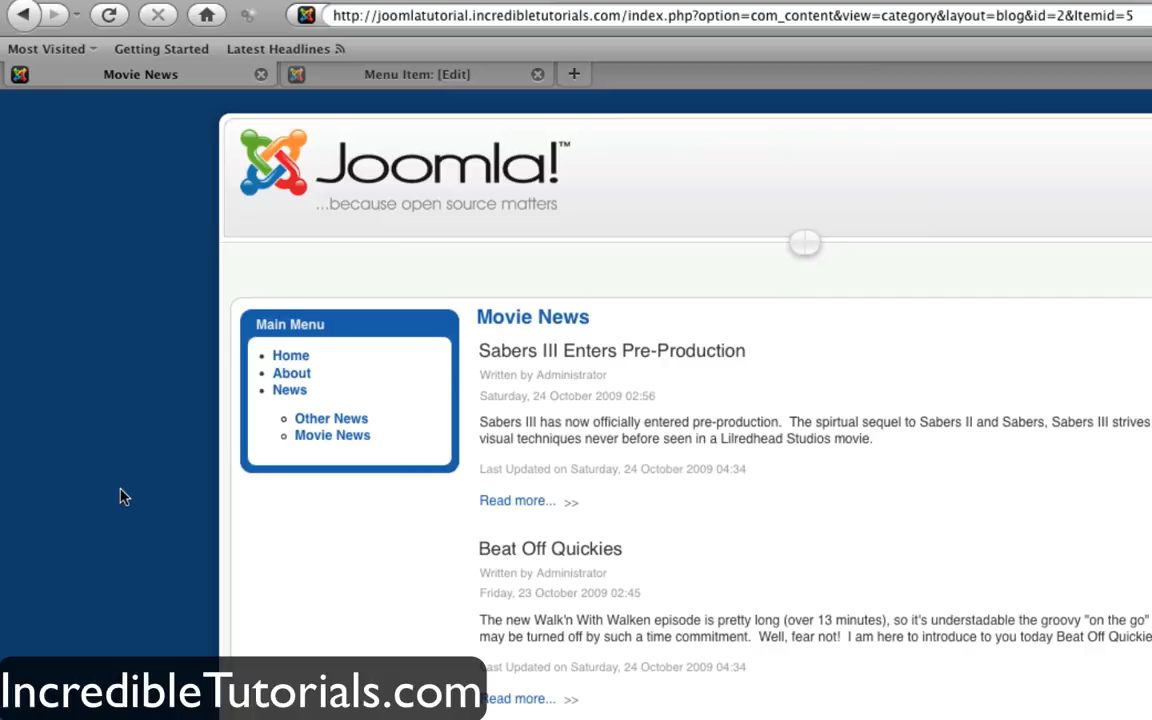 http://joomlatutorial.incredibletutorials.com/index.php?option=com_content&view=category&layout=blog&id=2&Itemid=5
Most Visited Getting Started Latest Headlines
Movie News Menu Item: [Edit] +
Joomla!™
...because open source matters
Main Menu
Home
About
News
Other News
Movie News
Movie News
Sabers III Enters Pre-Production
Written by Administrator
Saturday, 24 October 2009 02:56
Sabers III has now officially entered pre-production. The spirtual sequel to Sabers II and Sabers, Sabers III strives
visual techniques never before seen in a Lilredhead Studios movie.
Last Updated on Saturday, 24 October 2009 04:34
Read more... >>
Beat Off Quickies
Written by Administrator
Friday, 23 October 2009 02:45
The new Walk'n With Walken episode is pretty long (over 13 minutes), so it's understadable the groovy "on the go"
may be turned off by such a time commitment. Well, fear not! I am here to introduce to you today Beat Off Quickie
Last Updated on Saturday, 24 October 2009 04:34
Read more... >>
IncredibleTutorials.com